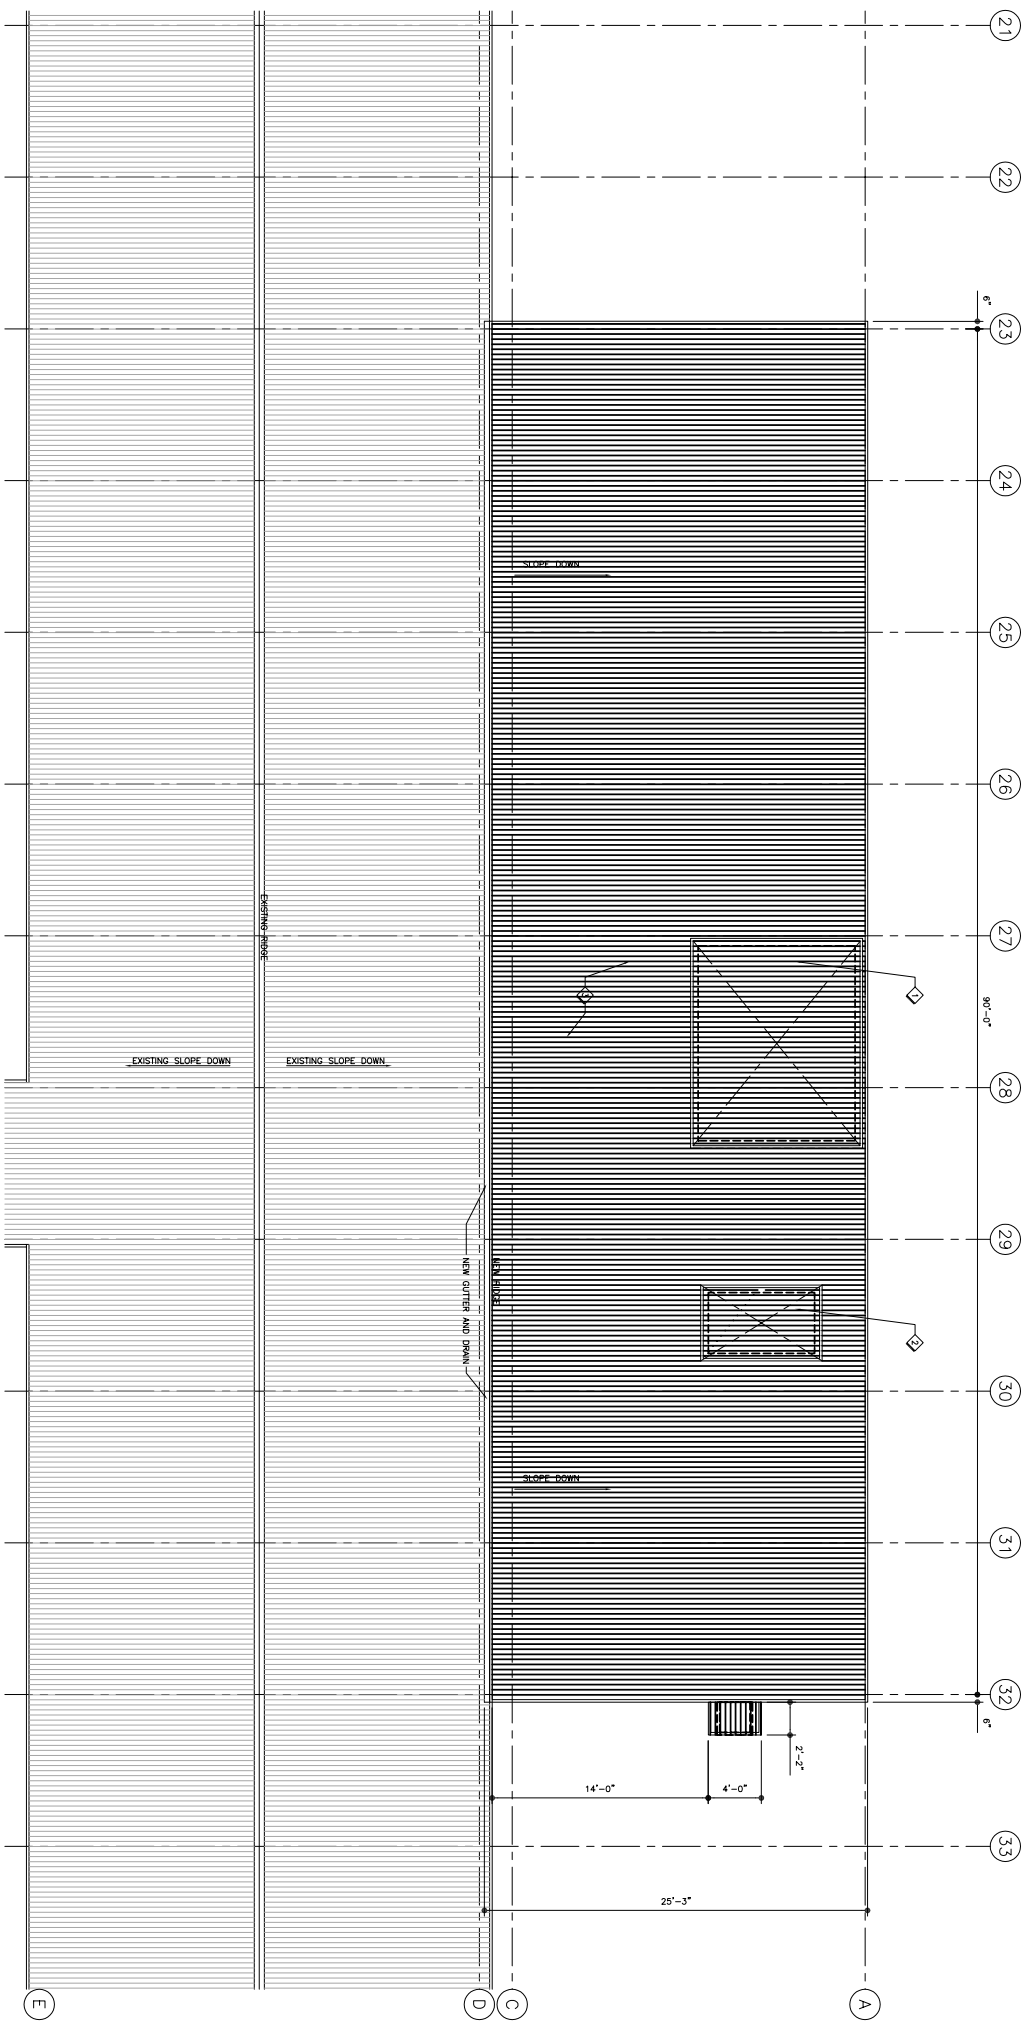 21
22
6"
23
24
SLOPE DOWN
25
26
EXISTING RIDGE
27
1
90'-0"
EXISTING SLOPE DOWN
EXISTING SLOPE DOWN
28
29
NEW RIDGE
NEW GUTTER AND DRAIN
2
30
SLOPE DOWN
31
32
6"
2'-2"
14'-0"
4'-0"
33
25'-3"
E
D
C
A